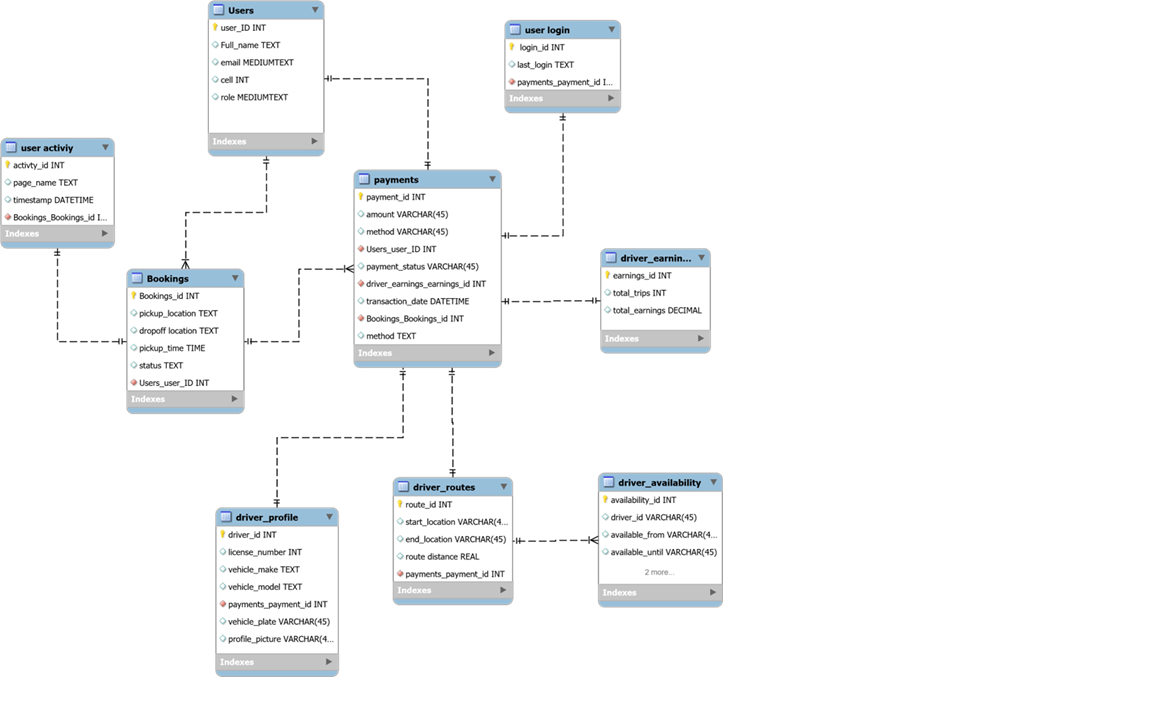 Users
user_ID INT
Full_name TEXT
email MEDIUMTEXT
cell INT
role MEDIUMTEXT
Indexes
user login
login_id INT
last_login TEXT
payments_payment_id I...
Indexes
user activiy
activty_id INT
page_name TEXT
timestamp DATETIME
Bookings_Bookings_id I...
Indexes
payments
payment_id INT
amount VARCHAR(45)
method VARCHAR(45)
Users_user_ID INT
payment_status VARCHAR(45)
driver_earnings_earnings_id INT
transaction_date DATETIME
Bookings_Bookings_id INT
method TEXT
Indexes
driver_earnin...
earnings_id INT
total_trips INT
total_earnings DECIMAL
Indexes
Bookings
Bookings_id INT
pickup_location TEXT
dropoff location TEXT
pickup_time TIME
status TEXT
Users_user_ID INT
Indexes
driver_profile
driver_id INT
license_number INT
vehicle_make TEXT
vehicle_model TEXT
payments_payment_id INT
vehicle_plate VARCHAR(45)
profile_picture VARCHAR(4...
Indexes
driver_routes
route_id INT
start_location VARCHAR(4...
end_location VARCHAR(45)
route distance REAL
payments_payment_id INT
Indexes
driver_availability
availability_id INT
driver_id VARCHAR(45)
available_from VARCHAR(4...
available_until VARCHAR(45)
2 more...
Indexes